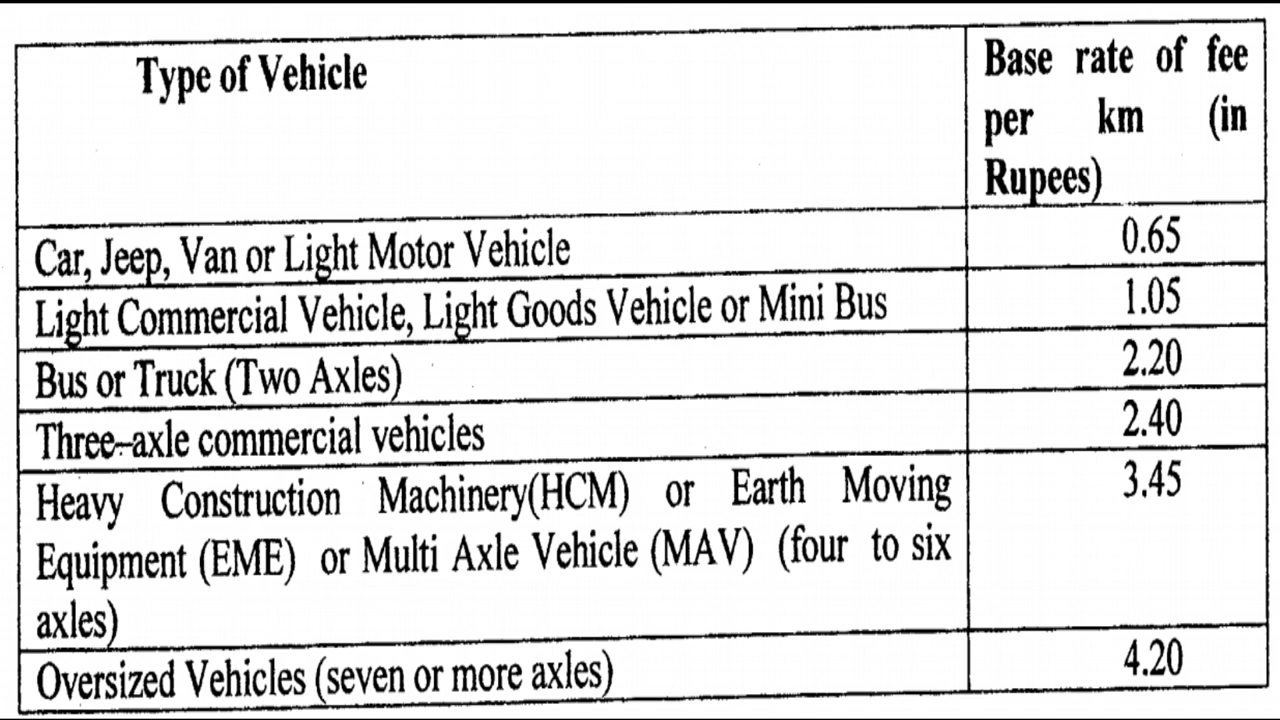 Type of Vehicle
Base rate of fee
per km (in
Rupees)
Car, Jeep, Van or Light Motor Vehicle
0.65
Light Commercial Vehicle, Light Goods Vehicle or Mini Bus
1.05
Bus or Truck (Two Axles)
2.20
Three-axle commercial vehicles
2.40
Heavy Construction Machinery(HCM) or Earth Moving
3.45
Equipment (EME) or Multi Axle Vehicle (MAV) (four to six
axles)
Oversized Vehicles (seven or more axles)
4.20